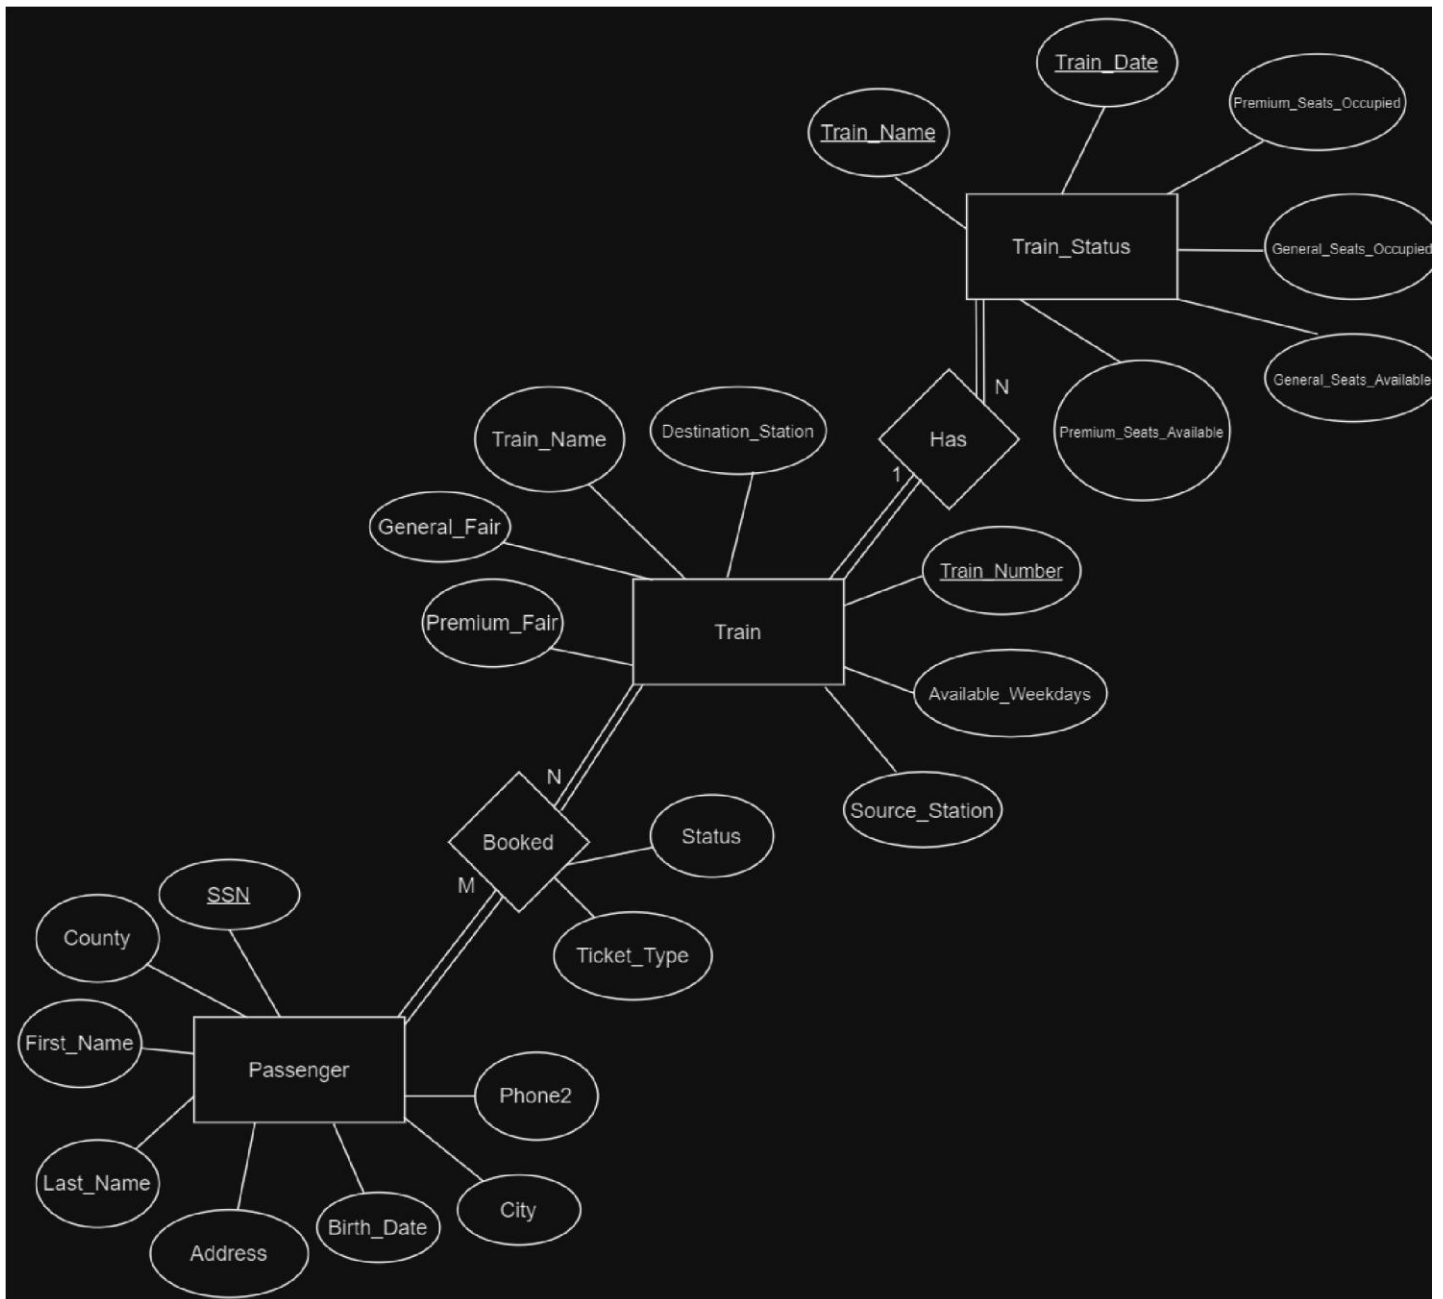 Train_Date
Premium_Seats_Occupied
Train_Name
Train_Status
General_Seats_Occupied
General_Seats_Available
N
Premium_Seats_Available
Has
1
Train_Name
Destination_Station
General_Fair
Train_Number
Premium_Fair
Train
Available_Weekdays
Source_Station
N
Booked
Status
M
Ticket_Type
SSN
County
First_Name
Passenger
Phone2
Last_Name
Address
Birth_Date
City